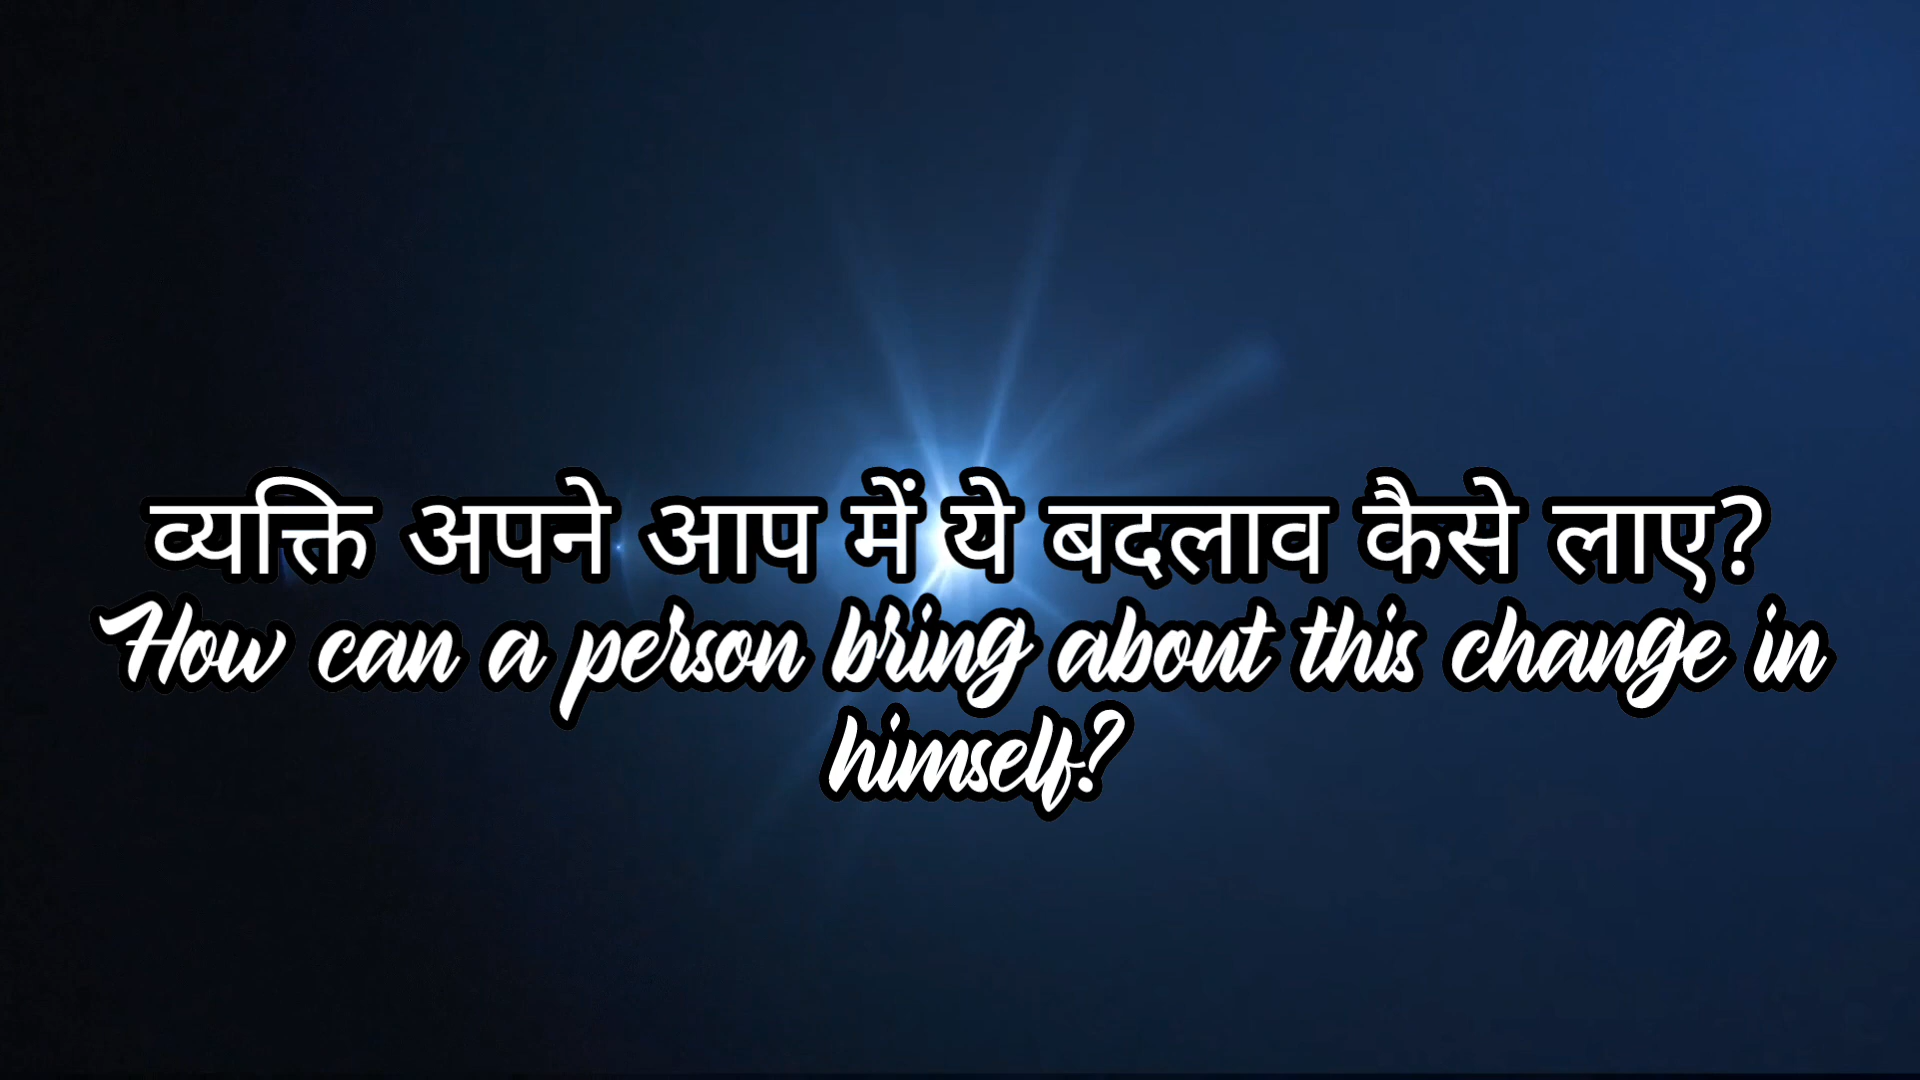 व्यक्ति अपने आप में ये बदलाव कैसे लाए?
How can a person bring about this change in
himself?